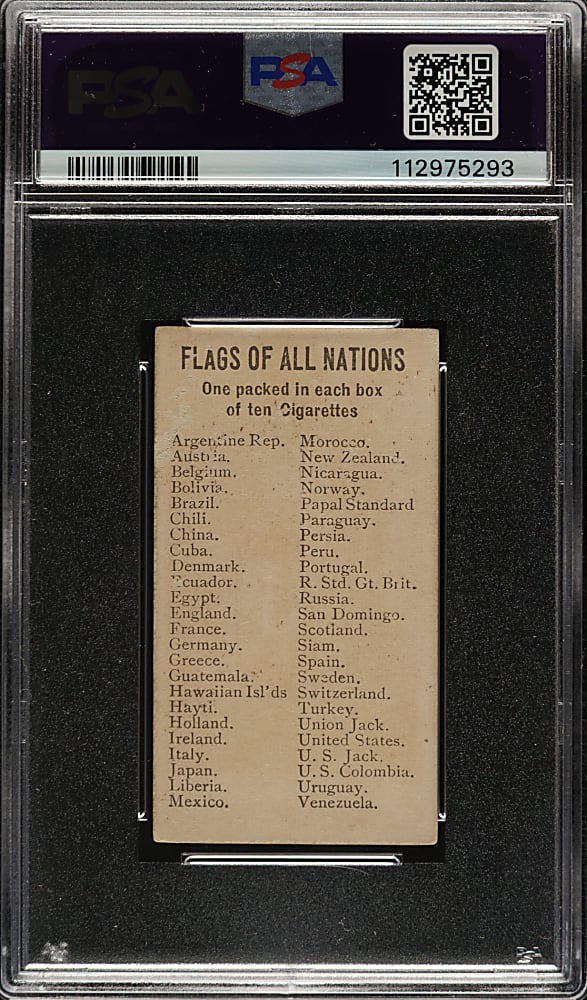 PSA
PSA
112975293
FLAGS OF ALL NATIONS
One packed in each box
of ten Cigarettes
Argentine Rep.
Austria.
Belgium.
Bolivia.
Brazil.
Chili.
China.
Cuba.
Denmark.
Ecuador.
Egypt.
England.
France.
Germany.
Greece.
Guatemala.
Hawaiian Isl'ds
Hayti.
Holland.
Ireland.
Italy.
Japan.
Liberia.
Mexico.
Morocco.
New Zealand.
Nicaragua.
Norway.
Papal Standard
Paraguay.
Persia.
Peru.
Portugal.
R. Std. Gt. Brit.
Russia.
San Domingo.
Scotland.
Siam.
Spain.
Sweden.
Switzerland.
Turkey.
Union Jack.
United States.
U. S. Jack.
U. S. Colombia.
Uruguay.
Venezuela.